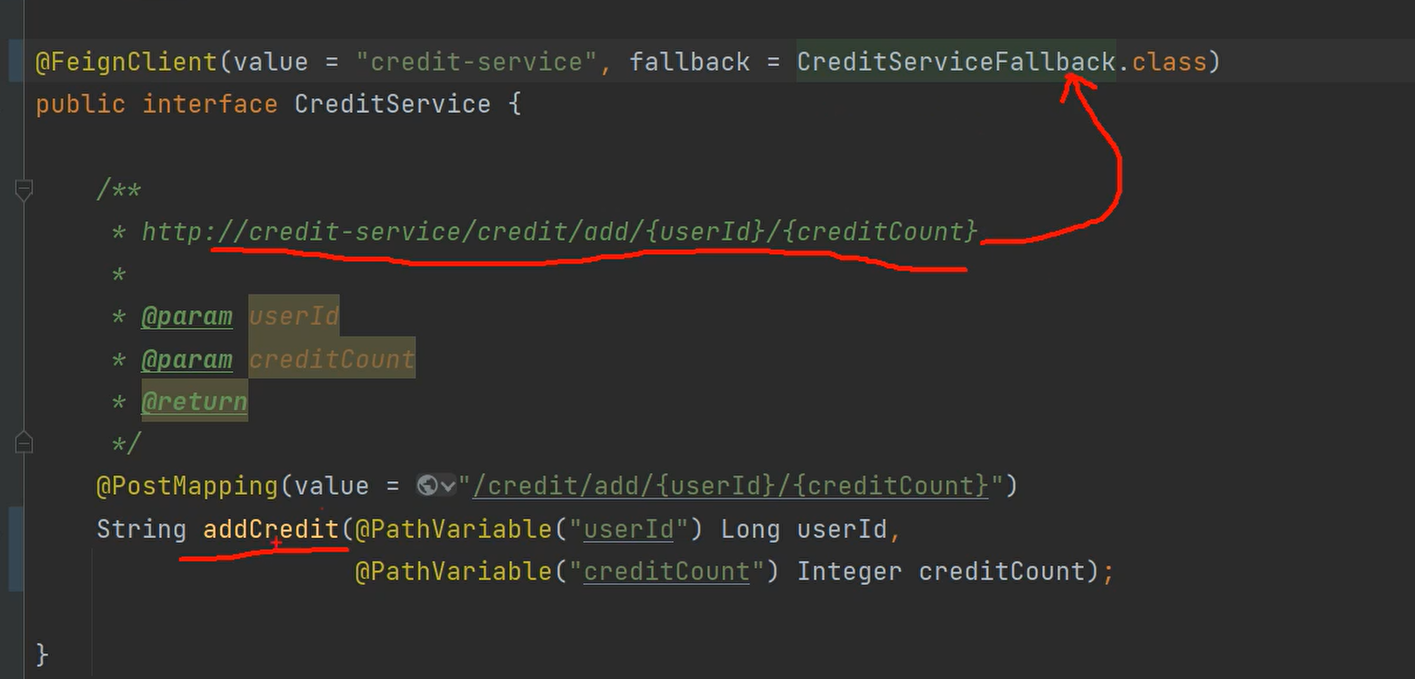 @FeignClient(value = "credit-service", fallback = CreditServiceFallback.class)
public interface CreditService {
/**
* http://credit-service/credit/add/{userId}/{creditCount}
*
* @param userId
* @param creditCount
* @return
*/
@PostMapping(value = "/credit/add/{userId}/{creditCount}")
String addCredit(@PathVariable("userId") Long userId,
@PathVariable("creditCount") Integer creditCount);
}